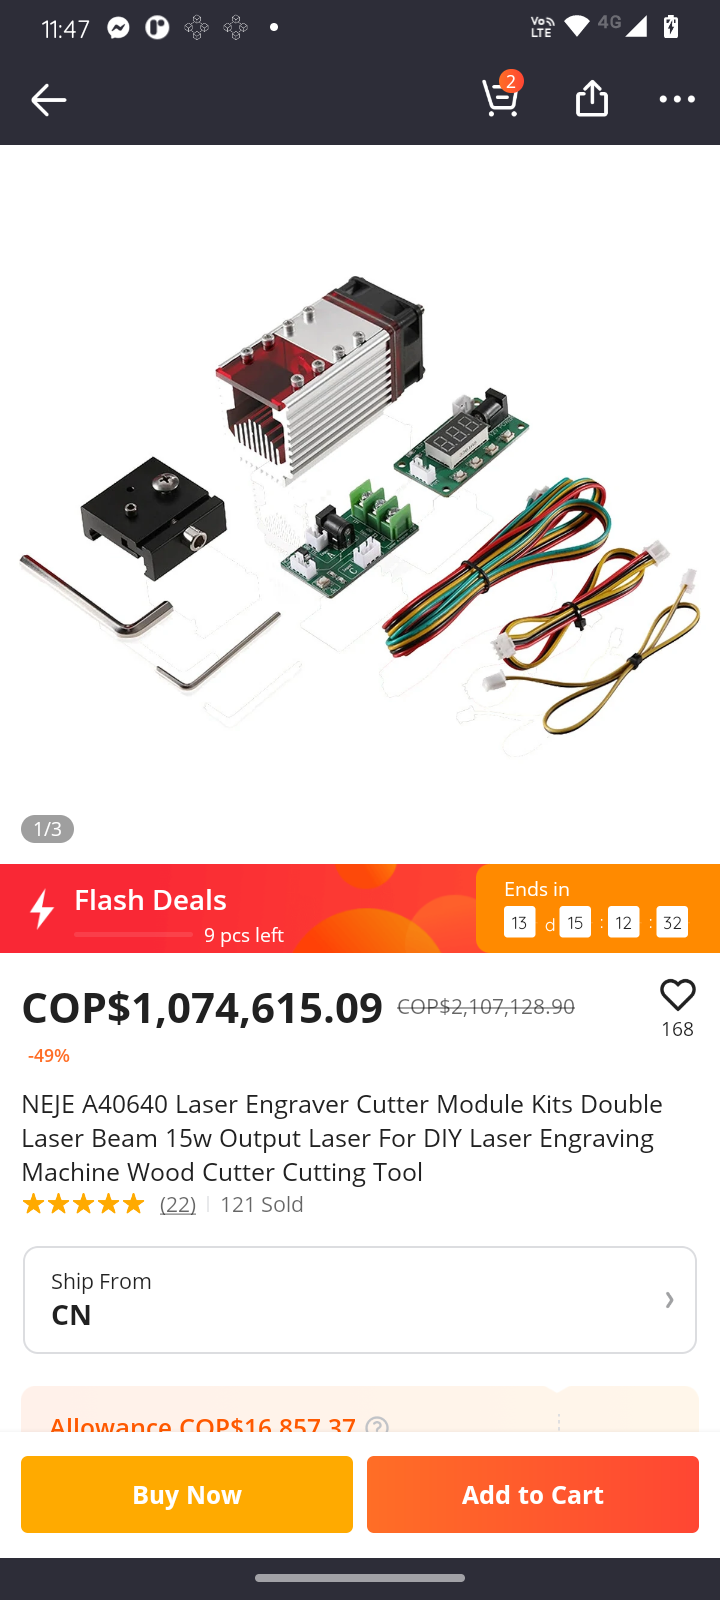 11:47
Vo))
LTE
4G
2
1/3
Flash Deals
9 pcs left
Ends in
13 d 15 : 12 : 32
COP$1,074,615.09 COP$2,107,128.90
168
-49%
NEJE A40640 Laser Engraver Cutter Module Kits Double
Laser Beam 15w Output Laser For DIY Laser Engraving
Machine Wood Cutter Cutting Tool
(22) 121 Sold
Ship From
CN
Allowance COP$16,857.37 ?
Buy Now
Add to Cart